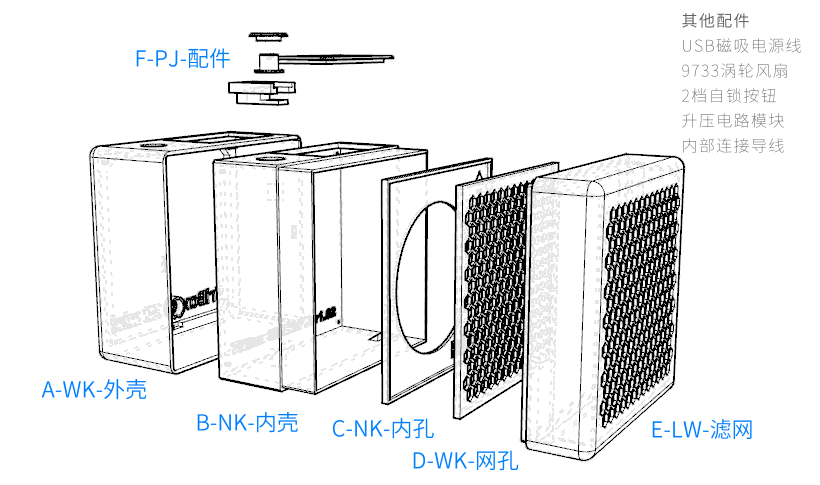 其他配件
USB磁吸电源线
9733涡轮风扇
2档自锁按钮
升压电路模块
内部连接导线
F-PJ-配件
A-WK-外壳
B-NK-内壳
C-NK-内孔
D-WK-网孔
E-LW-滤网